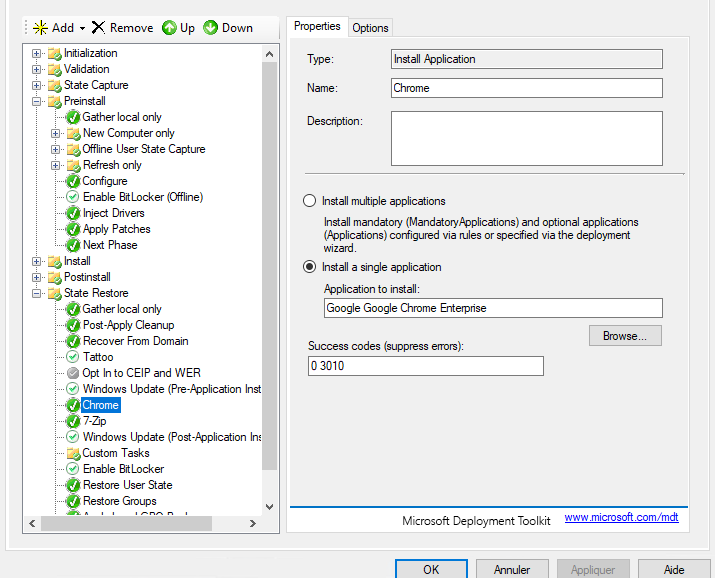 Add
Remove
Up
Down
Initialization
Validation
State Capture
Preinstall
Gather local only
New Computer only
Offline User State Capture
Refresh only
Configure
Enable BitLocker (Offline)
Inject Drivers
Apply Patches
Next Phase
Install
Postinstall
State Restore
Gather local only
Post-Apply Cleanup
Recover From Domain
Tattoo
Opt In to CEIP and WER
Windows Update (Pre-Application Inst
Chrome
7-Zip
Windows Update (Post-Application Ins
Custom Tasks
Enable BitLocker
Restore User State
Restore Groups
Properties
Options
Type:
Install Application
Name:
Chrome
Description:
Install multiple applications
Install mandatory (MandatoryApplications) and optional applications
(Applications) configured via rules or specified via the deployment
wizard.
Install a single application
Application to install:
Google Google Chrome Enterprise
Browse...
Success codes (suppress errors):
0 3010
Microsoft Deployment Toolkit
www.microsoft.com/mdt
OK
Annuler
Appliquer
Aide